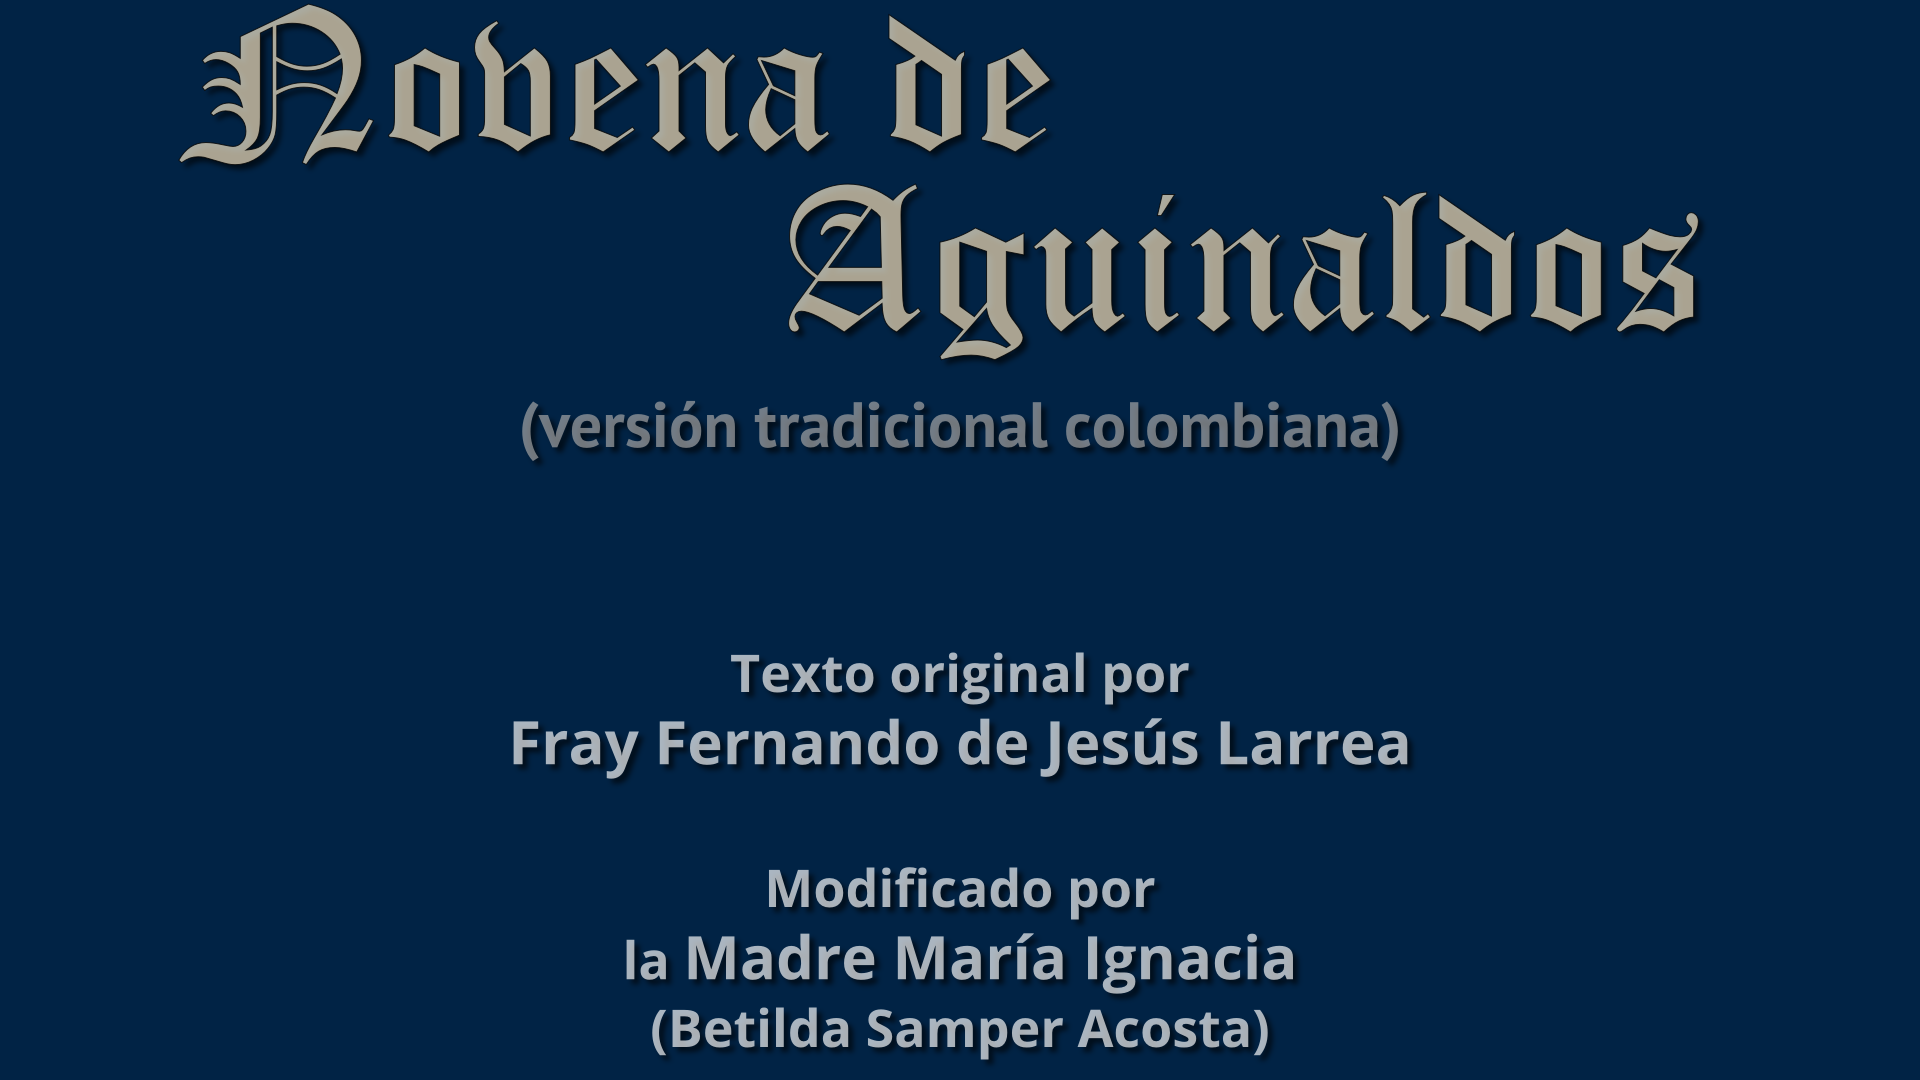 Novena de
Aguinaldos
(versión tradicional colombiana)
Texto original por
Fray Fernando de Jesús Larrea
Modificado por
la Madre María Ignacia
(Betilda Samper Acosta)